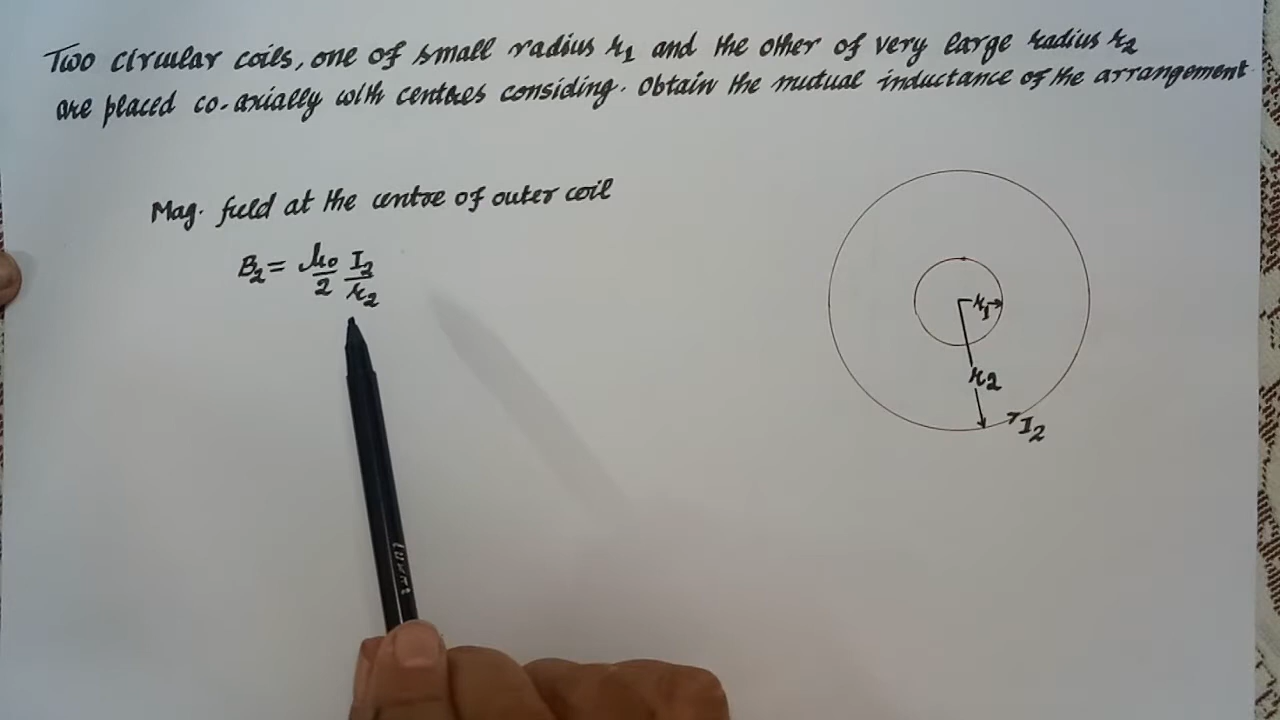 Two circular coils, one of small radius r1 and the other of very large radius r2
are placed co-axially with centres considing. Obtain the mutual inductance of the arrangement
Mag. field at the centre of outer coil
B2 = μ0/2 I2/r2
r1
r2
I2